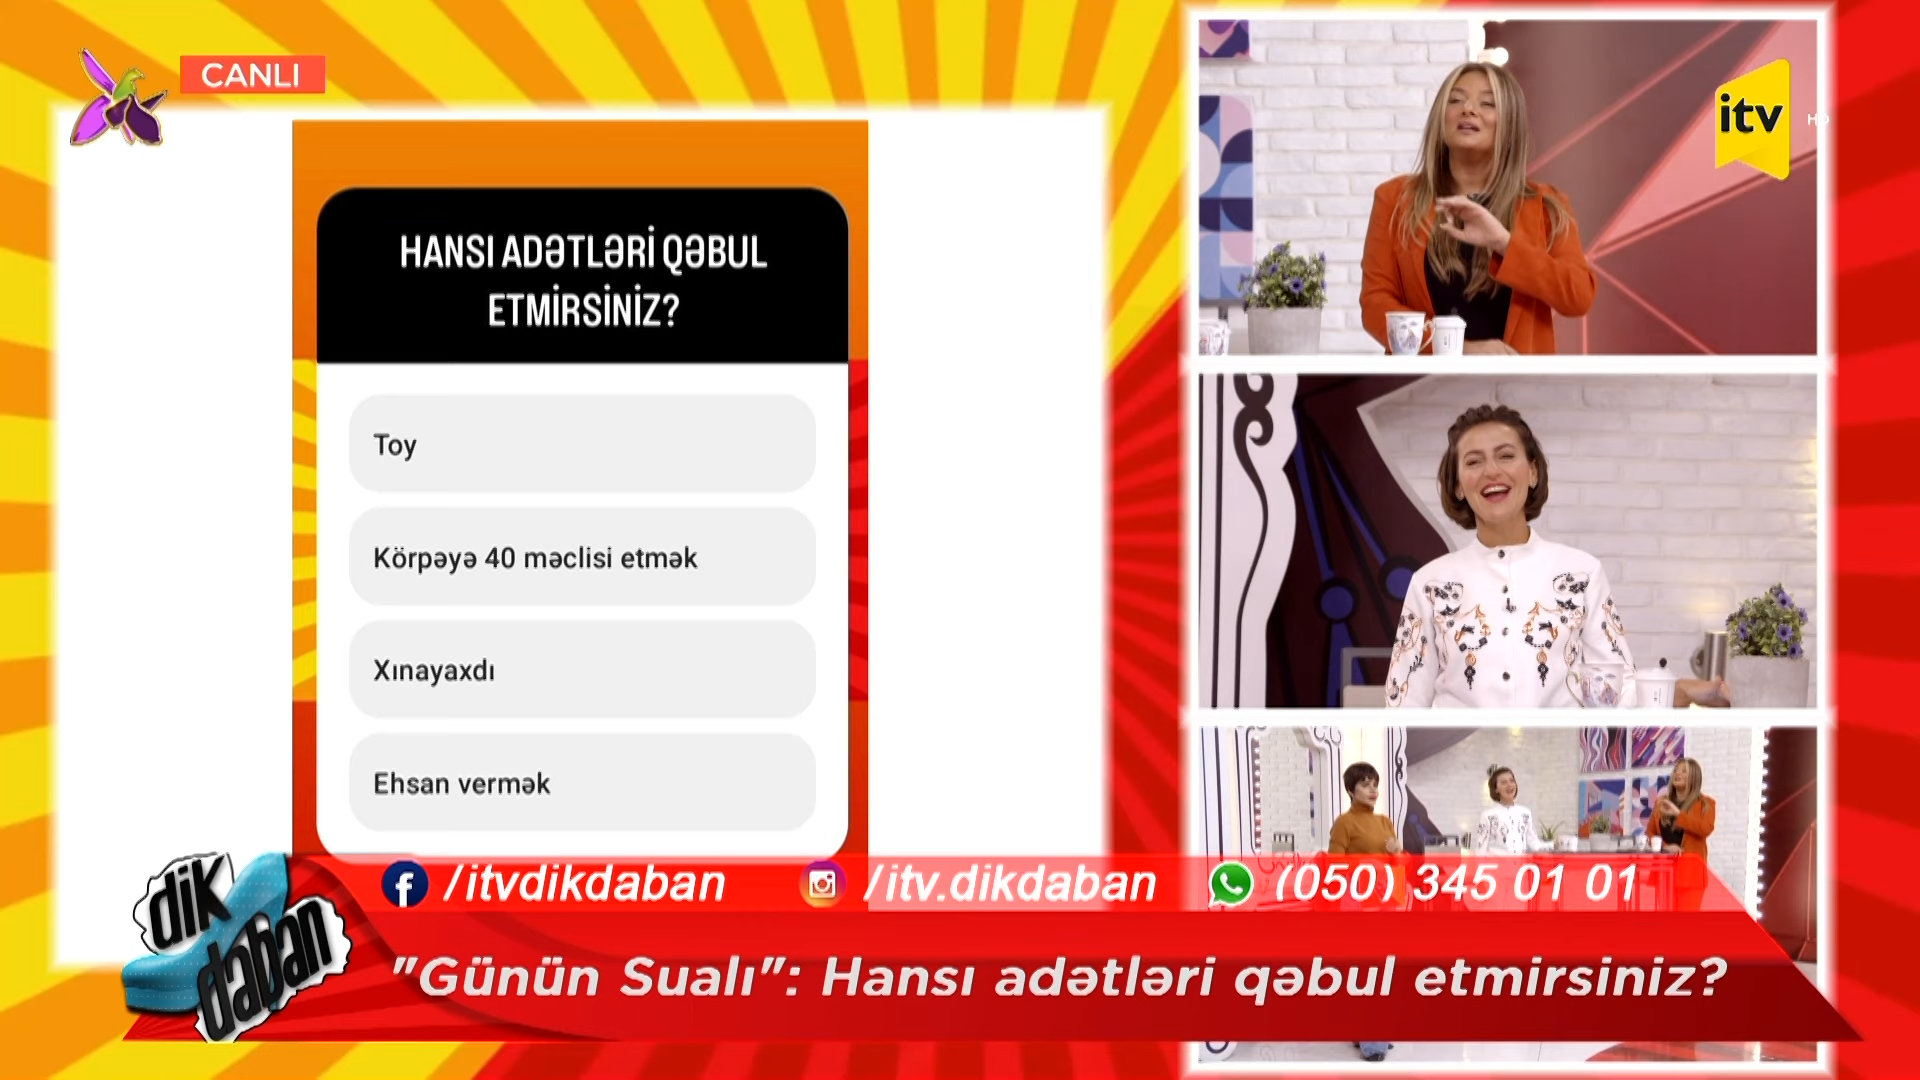 CANLI
itv
HD
HANSI ADƏTLƏRİ QƏBUL
ETMİRSİNİZ?
Toy
Körpəyə 40 məclisi etmək
Xınayaxdı
Ehsan vermək
dik
daban
/itvdikdaban
/itv.dikdaban
(050) 345 01 01
"Günün Sualı": Hansı adətləri qəbul etmirsiniz?